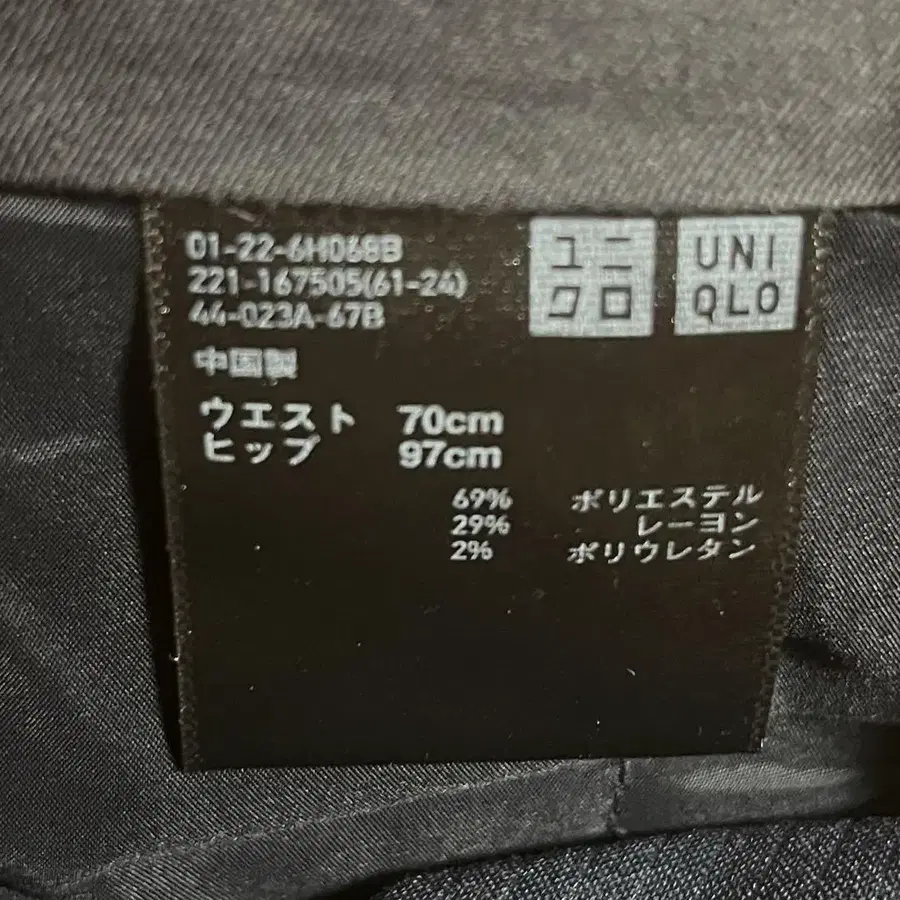 01-22-6H068B
221-167505(61-24)
44-023A-67B
ユニ
クロ
UNI
QLO
中国製
ウエスト 70cm
ヒップ 97cm
69% ポリエステル
29% レーヨン
2% ポリウレタン